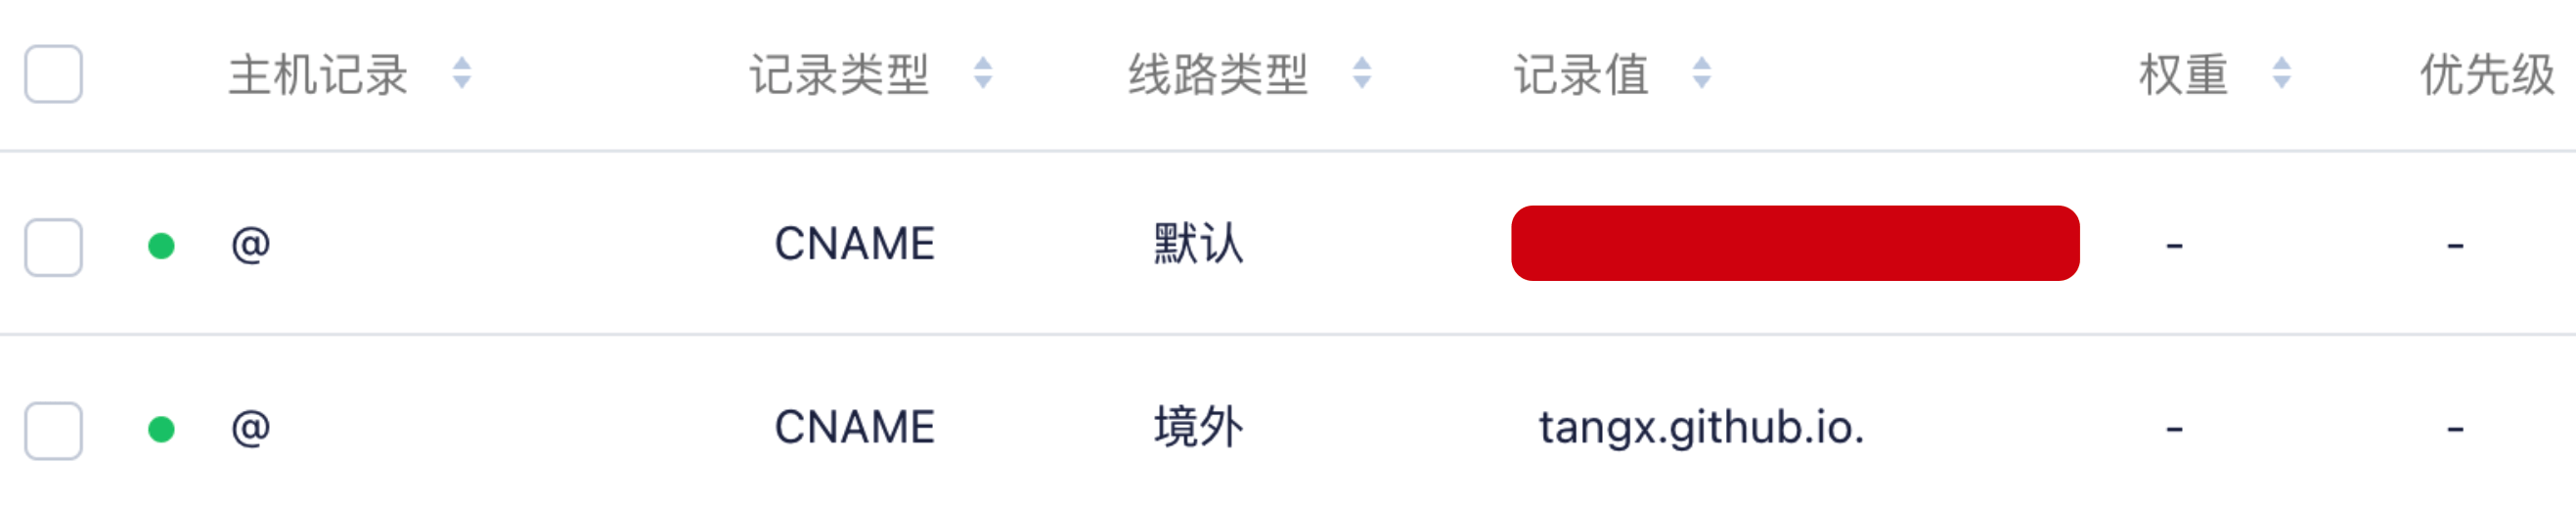 主机记录 记录类型 线路类型 记录值 权重 优先级
@ CNAME 默认 - -
@ CNAME 境外 tangx.github.io. - -